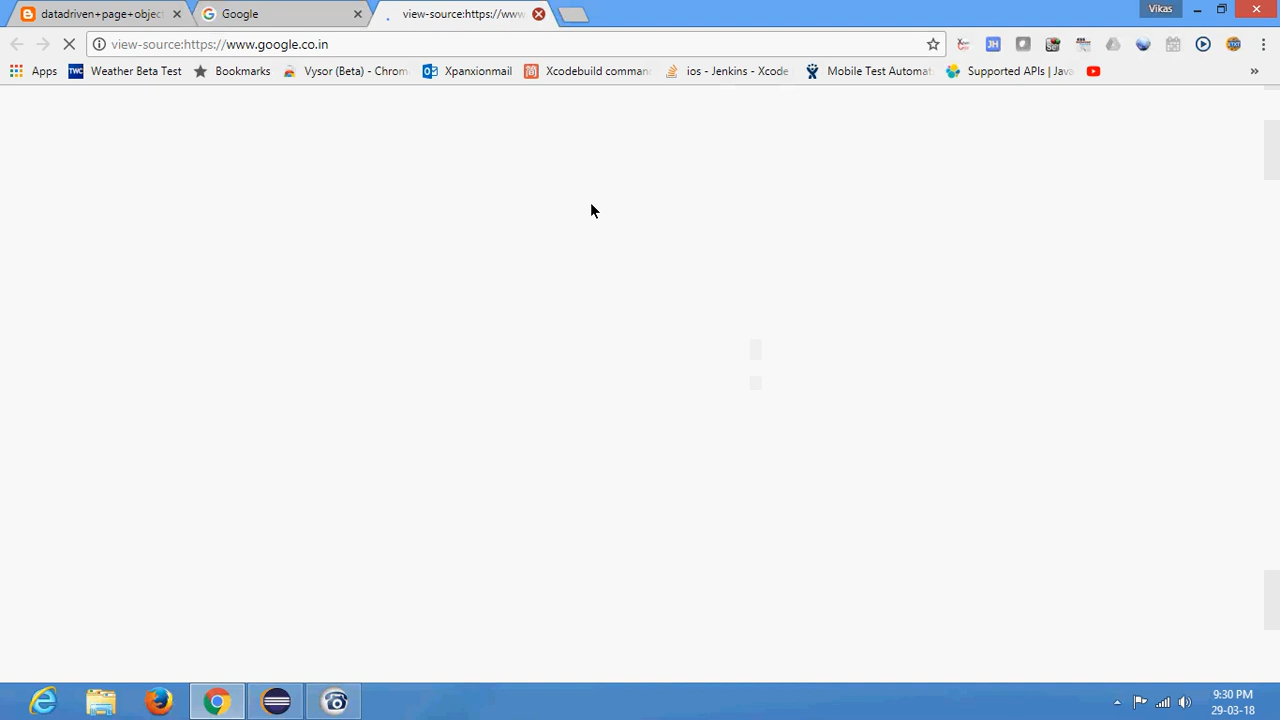 datadriven+page+object
Google
view-source:https://www
Vikas
view-source:https://www.google.co.in
Apps
Weather Beta Test
Bookmarks
Vysor (Beta) - Chrom
Xpanxionmail
Xcodebuild comman
ios - Jenkins - Xcode
Mobile Test Automat
Supported APIs | Java
»
9:30 PM
29-03-18